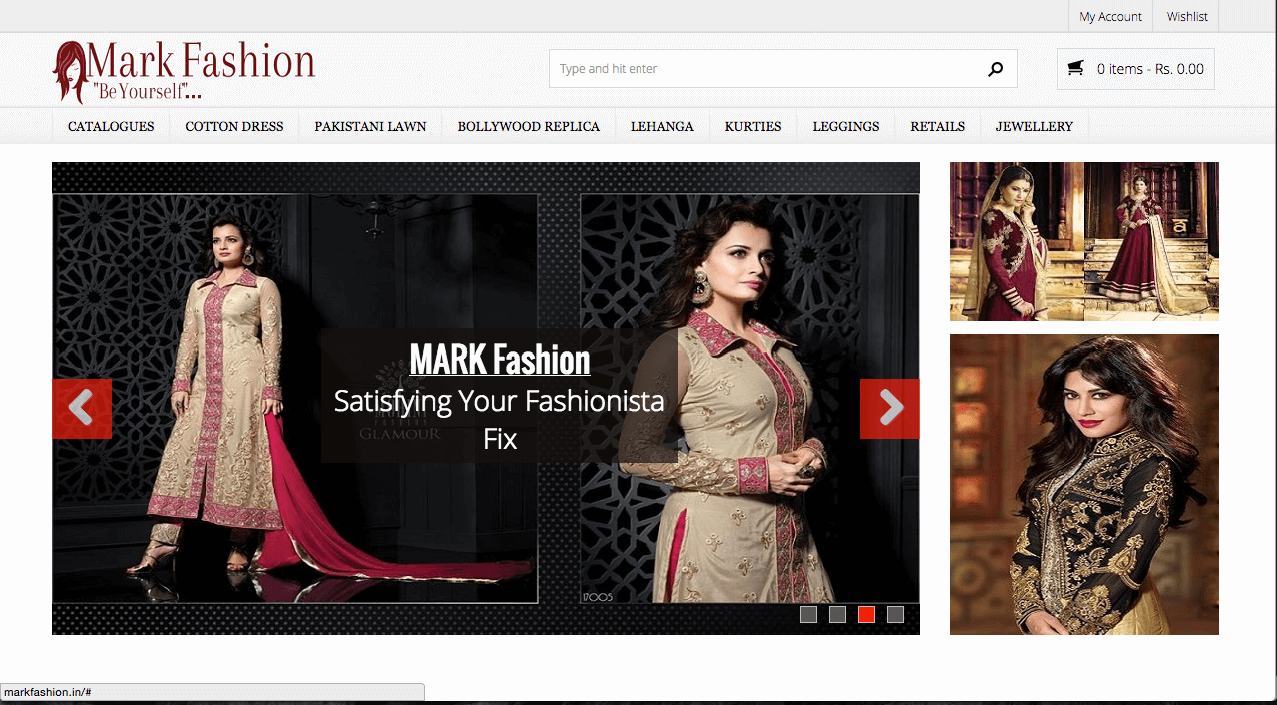 My Account
Wishlist
Mark Fashion
"Be Yourself"...
Type and hit enter
0 items - Rs. 0.00
CATALOGUES
COTTON DRESS
PAKISTANI LAWN
BOLLYWOOD REPLICA
LEHANGA
KURTIES
LEGGINGS
RETAILS
JEWELLERY
MARK Fashion
Satisfying Your Fashionista
Fix
GLAMOUR
17005
markfashion.in/#